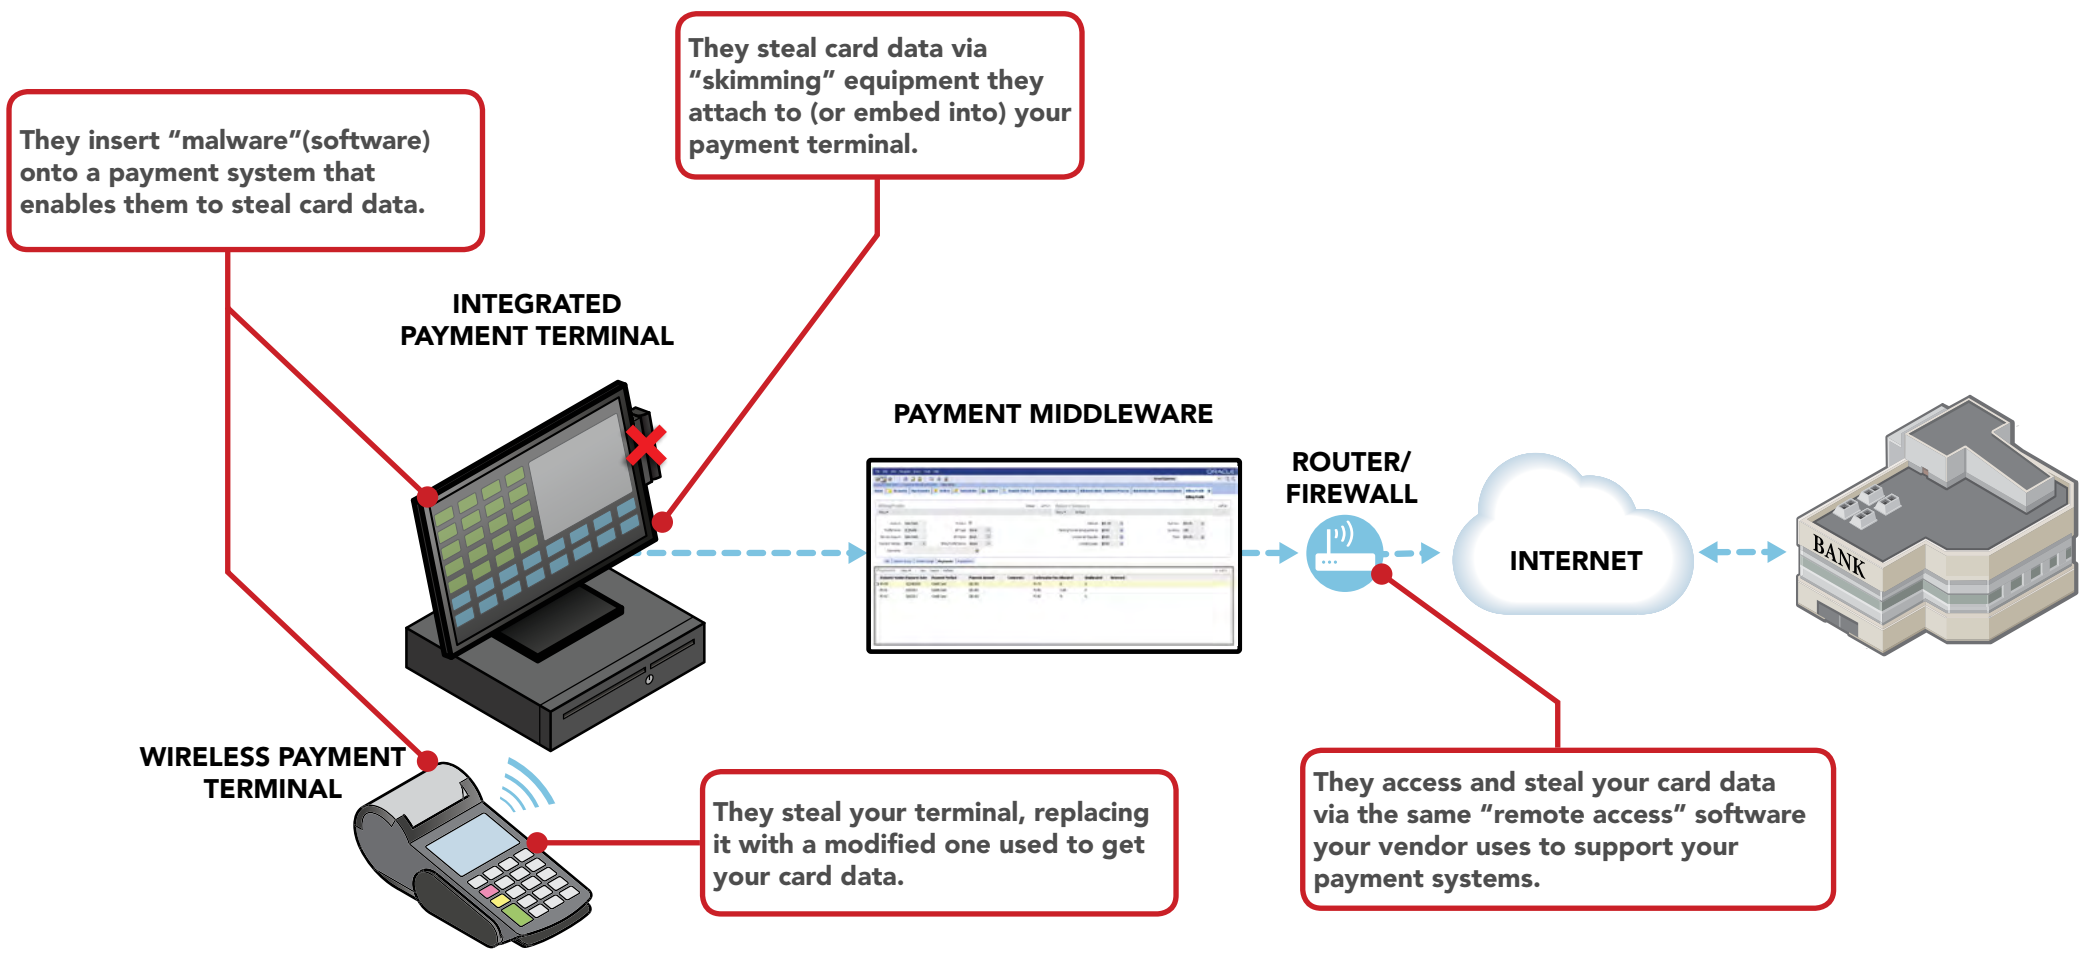 They steal card data via
“skimming” equipment they
attach to (or embed into) your
payment terminal.
They insert “malware”(software)
onto a payment system that
enables them to steal card data.
INTEGRATED
PAYMENT TERMINAL
PAYMENT MIDDLEWARE
ORACLE
ROUTER/
FIREWALL
INTERNET
BANK
WIRELESS PAYMENT
TERMINAL
They steal your terminal, replacing
it with a modified one used to get
your card data.
They access and steal your card data
via the same “remote access” software
your vendor uses to support your
payment systems.